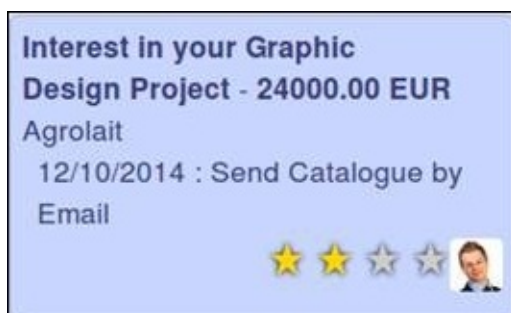 Interest in your Graphic
Design Project - 24000.00 EUR
Agrolait
12/10/2014 : Send Catalogue by
Email